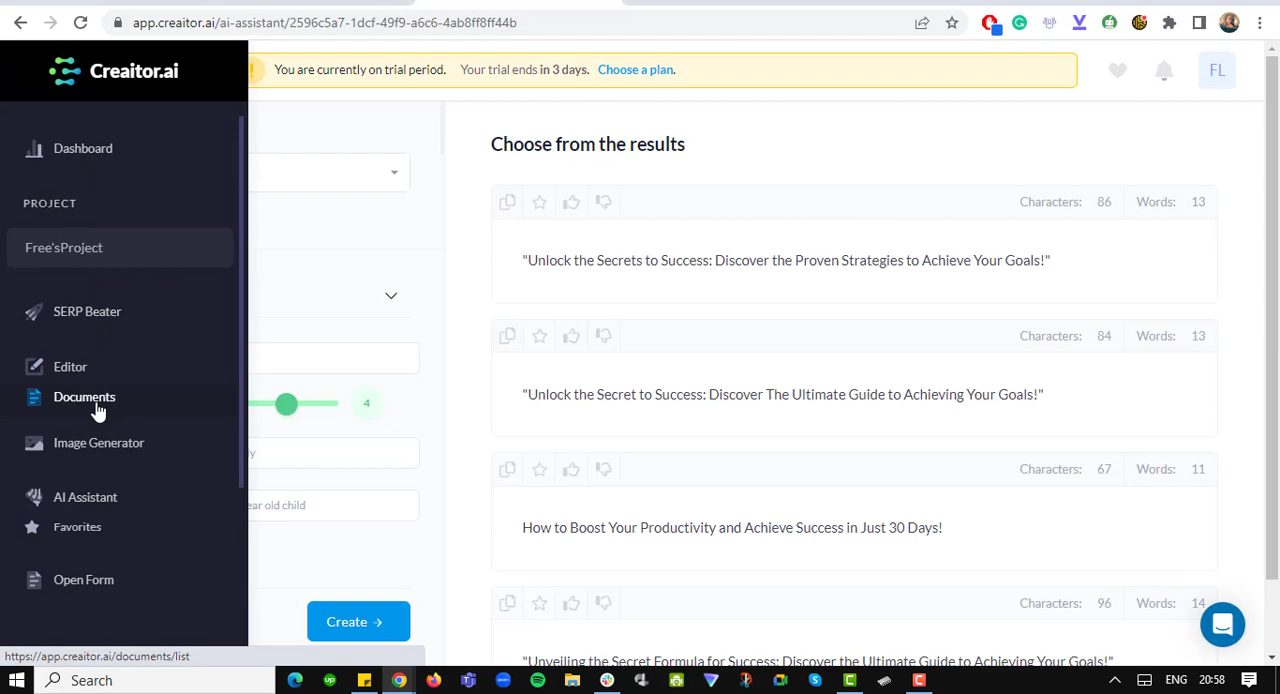 app.creaitor.ai/ai-assistant/2596c5a7-1dcf-49f9-a6c6-4ab8ff8ff44b
Creaitor.ai
You are currently on trial period. Your trial ends in 3 days. Choose a plan.
FL
Dashboard
PROJECT
Free'sProject
SERP Beater
Editor
Documents
Image Generator
AI Assistant
Favorites
Open Form
4
ear old child
Create →
Choose from the results
Characters: 86 Words: 13
"Unlock the Secrets to Success: Discover the Proven Strategies to Achieve Your Goals!"
Characters: 84 Words: 13
"Unlock the Secret to Success: Discover The Ultimate Guide to Achieving Your Goals!"
Characters: 67 Words: 11
How to Boost Your Productivity and Achieve Success in Just 30 Days!
Characters: 96 Words: 14
"Unveiling the Secret Formula for Success: Discover the Ultimate Guide to Achieving Your Goals!"
https://app.creaitor.ai/documents/list
Search
ENG 20:58